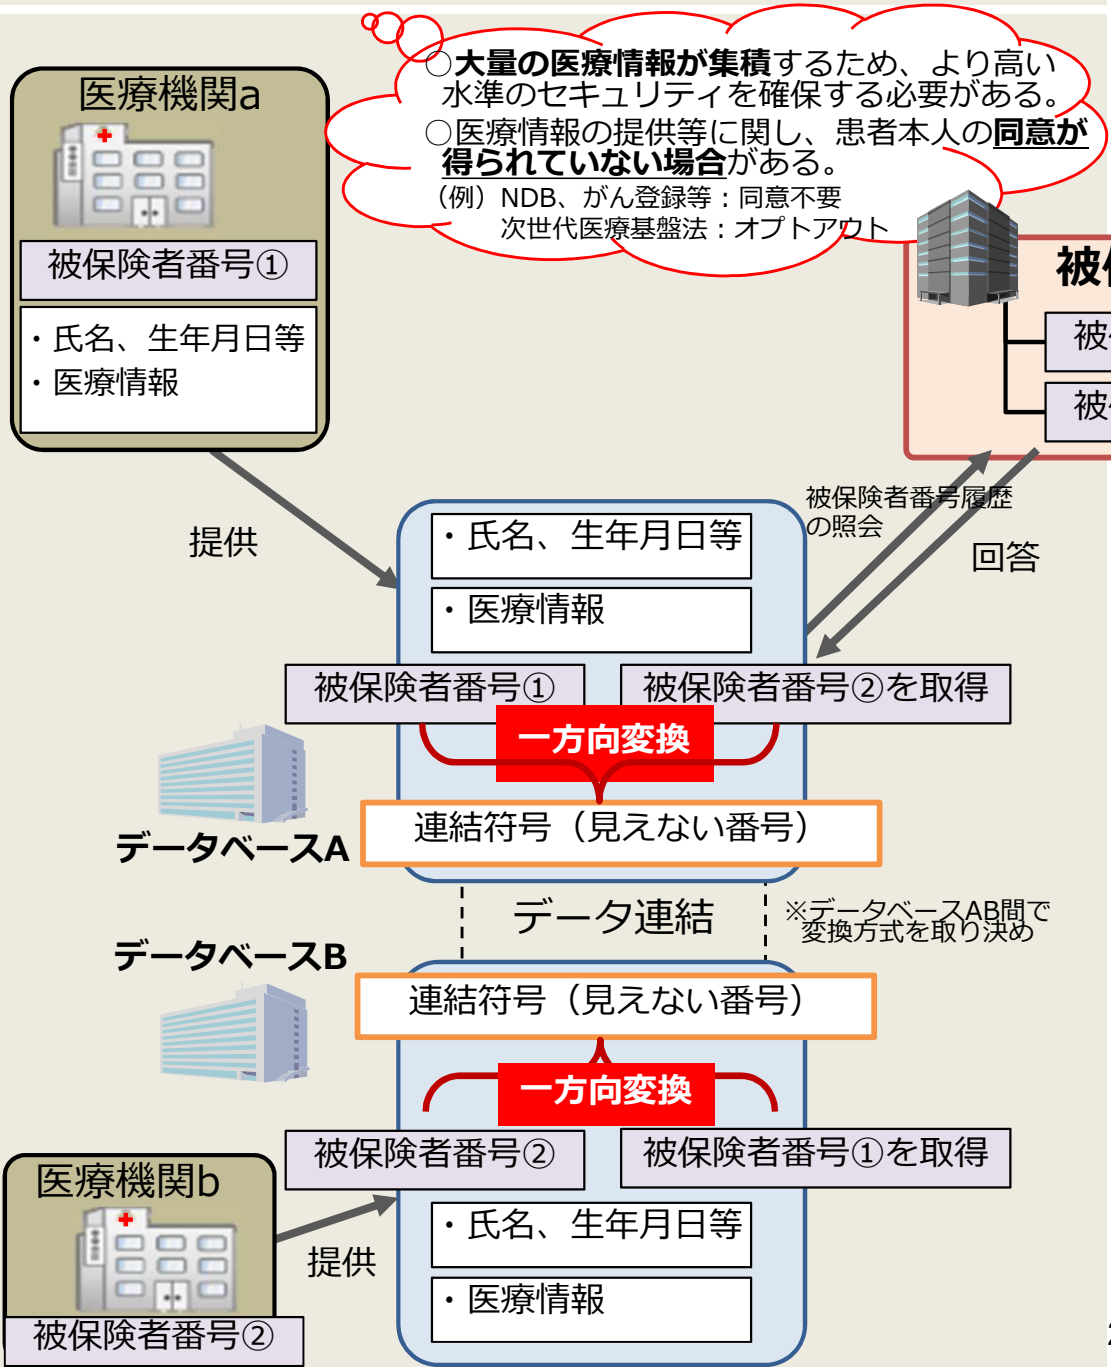 ○大量の医療情報が集積するため、より高い
水準のセキュリティを確保する必要がある。
○医療情報の提供等に関し、患者本人の同意が
得られていない場合がある。
（例）NDB、がん登録等：同意不要
次世代医療基盤法：オプトアウト
医療機関a
被保険者番号①
・氏名、生年月日等
・医療情報
被保
被保
被保
提供
被保険者番号履歴
の照会
回答
・氏名、生年月日等
・医療情報
被保険者番号①
被保険者番号②を取得
一方向変換
連結符号（見えない番号）
データベースA
データ連結
※データベースAB間で
変換方式を取り決め
データベースB
連結符号（見えない番号）
一方向変換
被保険者番号②
被保険者番号①を取得
医療機関b
提供
・氏名、生年月日等
・医療情報
被保険者番号②